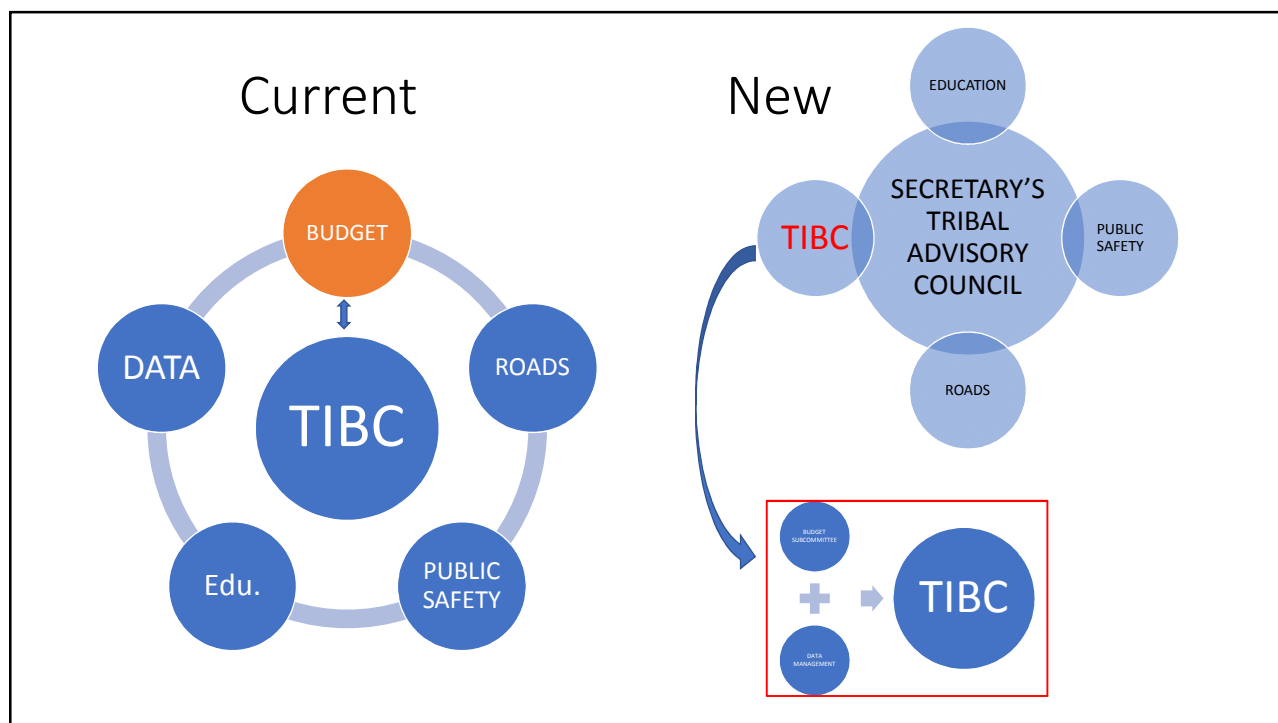 Current
BUDGET
DATA
ROADS
TIBC
Edu.
PUBLIC
SAFETY
New
EDUCATION
SECRETARY’S
TRIBAL
ADVISORY
COUNCIL
TIBC
PUBLIC
SAFETY
ROADS
BUDGET
SUBCOMMITTEE
TIBC
DATA
MANAGEMENT